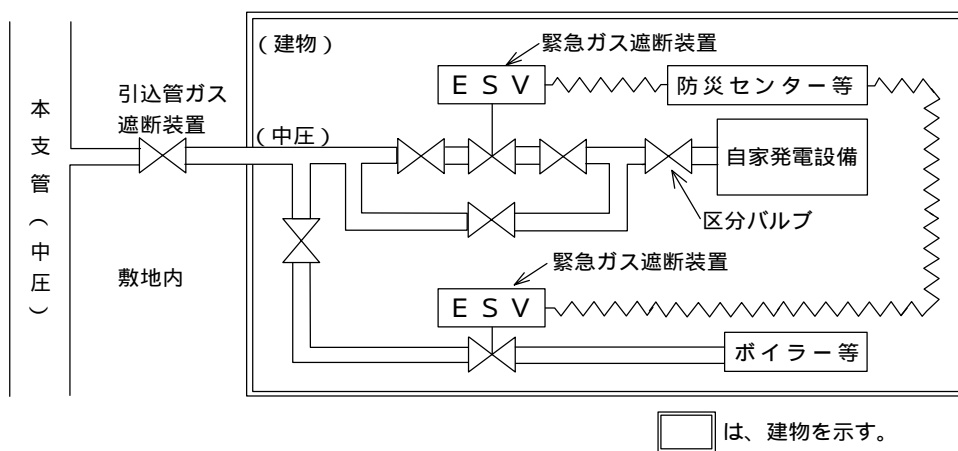 （建物）
緊急ガス遮断装置
ＥＳＶ
防災センター等
引込管ガス
遮断装置
本支管（中圧）
（中圧）
自家発電設備
区分バルブ
敷地内
緊急ガス遮断装置
ＥＳＶ
ボイラー等
は、建物を示す。